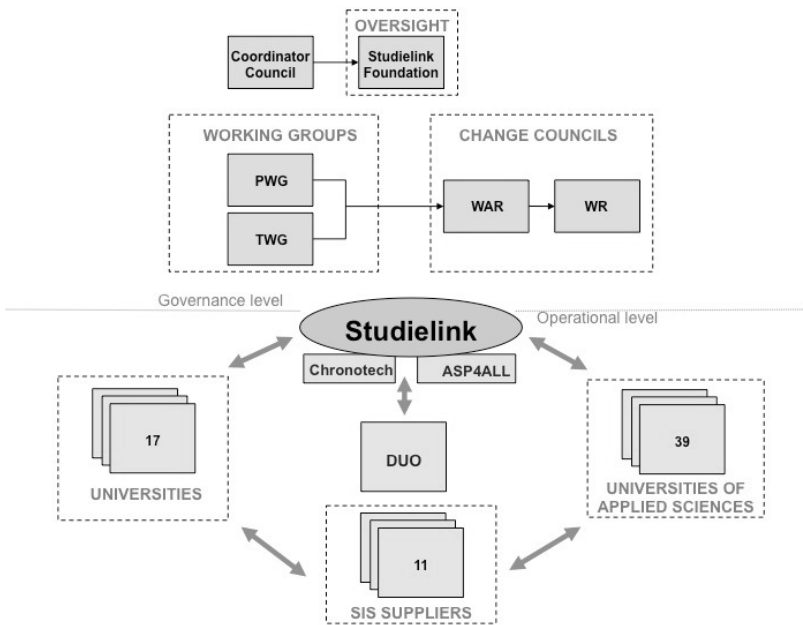 OVERSIGHT
Coordinator
Council
Studielink
Foundation
WORKING GROUPS
PWG
TWG
CHANGE COUNCILS
WAR
WR
Governance level
Operational level
Studielink
Chronotech
ASP4ALL
17
UNIVERSITIES
DUO
39
UNIVERSITIES OF
APPLIED SCIENCES
11
SIS SUPPLIERS